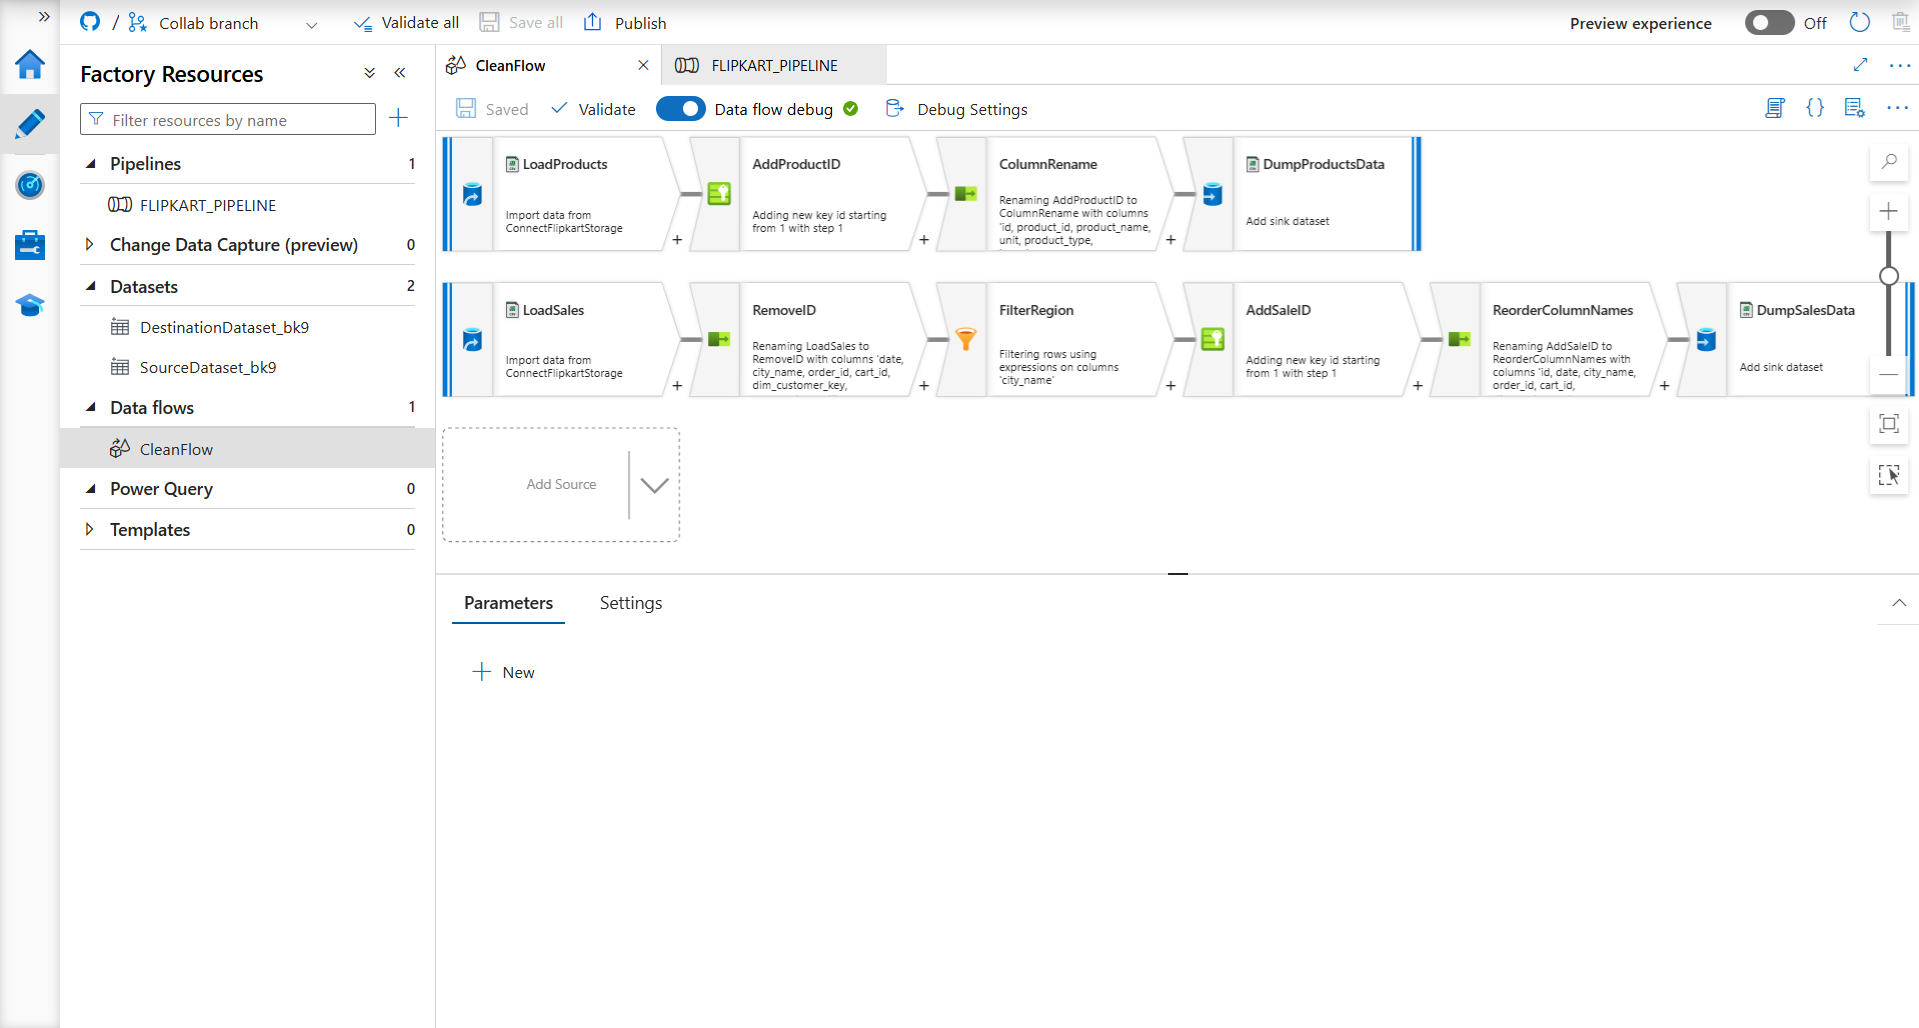 / Collab branch
Validate all
Save all
Publish
Preview experience
Off
Factory Resources
CleanFlow
FLIPKART_PIPELINE
Filter resources by name
Saved
Validate
Data flow debug
Debug Settings
Pipelines 1
FLIPKART_PIPELINE
Change Data Capture (preview) 0
Datasets 2
DestinationDataset_bk9
SourceDataset_bk9
Data flows 1
CleanFlow
Power Query 0
Templates 0
LoadProducts
Import data from
ConnectFlipkartStorage
+
AddProductID
Adding new key id starting
from 1 with step 1
+
ColumnRename
Renaming AddProductID to
ColumnRename with columns
'id, product_id, product_name,
unit, product_type,
+
DumpProductsData
Add sink dataset
LoadSales
Import data from
ConnectFlipkartStorage
+
RemoveID
Renaming LoadSales to
RemoveID with columns 'date,
city_name, order_id, cart_id,
dim_customer_key,
+
FilterRegion
Filtering rows using
expressions on columns
'city_name'
+
AddSaleID
Adding new key id starting
from 1 with step 1
+
ReorderColumnNames
Renaming AddSaleID to
ReorderColumnNames with
columns 'id, date, city_name,
order_id, cart_id,
+
DumpSalesData
Add sink dataset
Add Source
Parameters
Settings
New